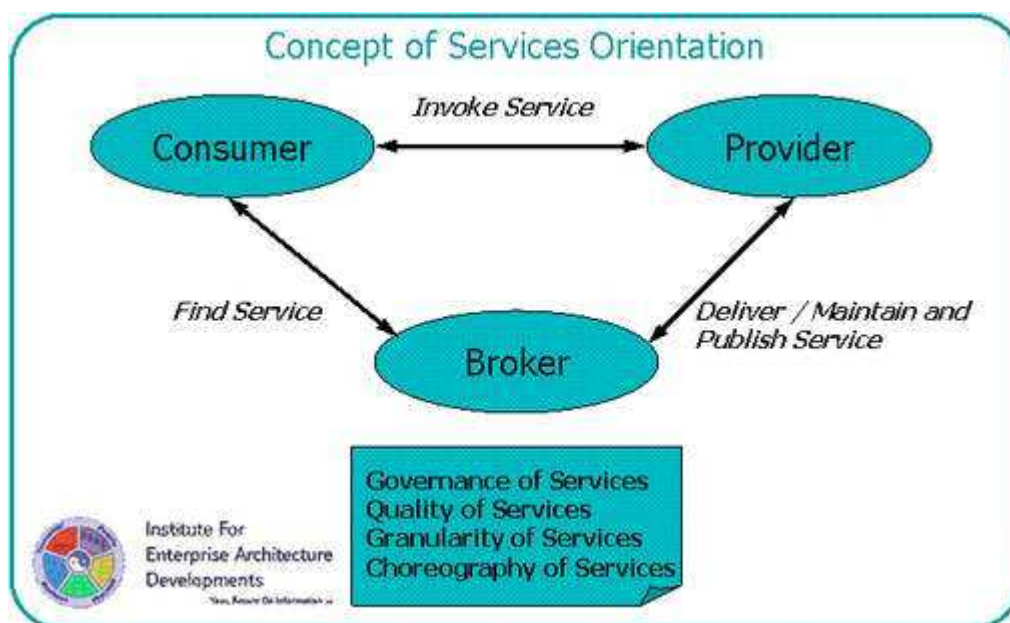 Concept of Services Orientation
Invoke Service
Consumer
Provider
Find Service
Deliver / Maintain and
Publish Service
Broker
Governance of Services
Quality of Services
Granularity of Services
Choreography of Services
Institute For
Enterprise Architecture
Developments